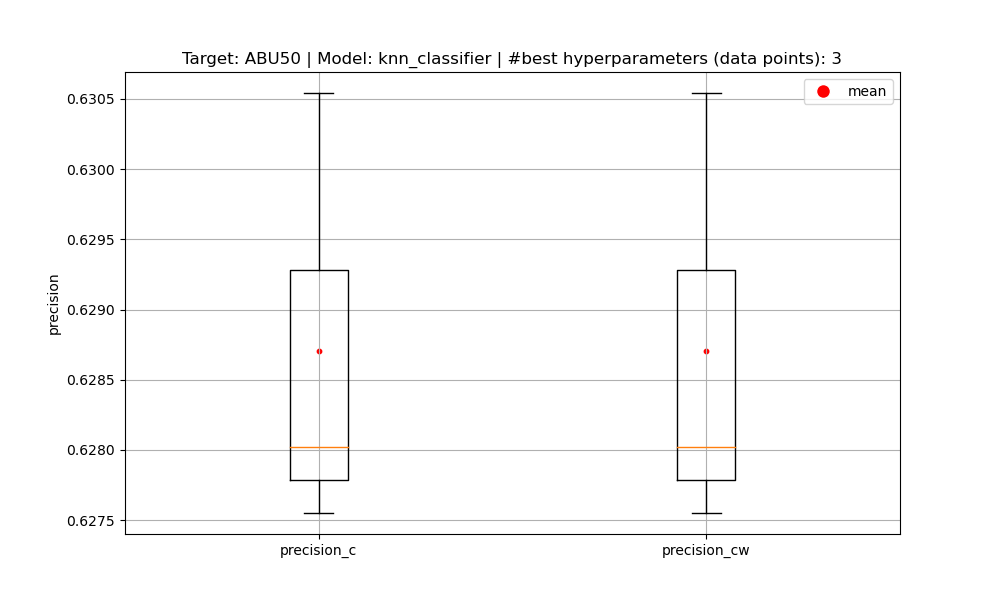 Target: ABU50 | Model: knn_classifier | #best hyperparameters (data points): 3
mean
precision
0.6305
0.6300
0.6295
0.6290
0.6285
0.6280
0.6275
precision_c
precision_cw